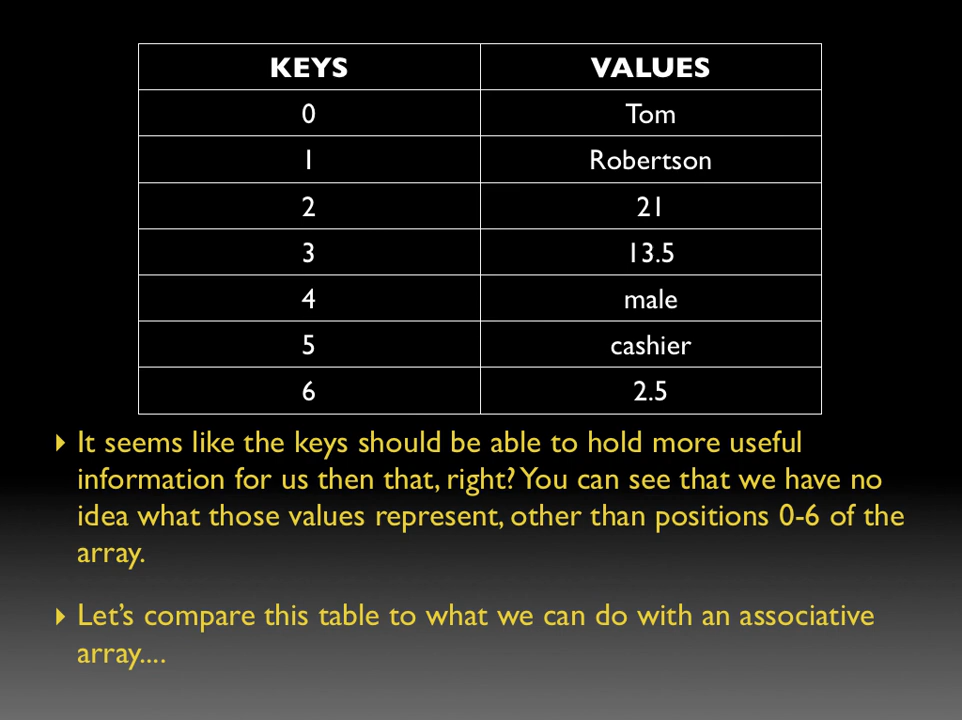 KEYS VALUES
0 Tom
1 Robertson
2 21
3 13.5
4 male
5 cashier
6 2.5
It seems like the keys should be able to hold more useful
information for us then that, right? You can see that we have no
idea what those values represent, other than positions 0-6 of the
array.
Let’s compare this table to what we can do with an associative
array....